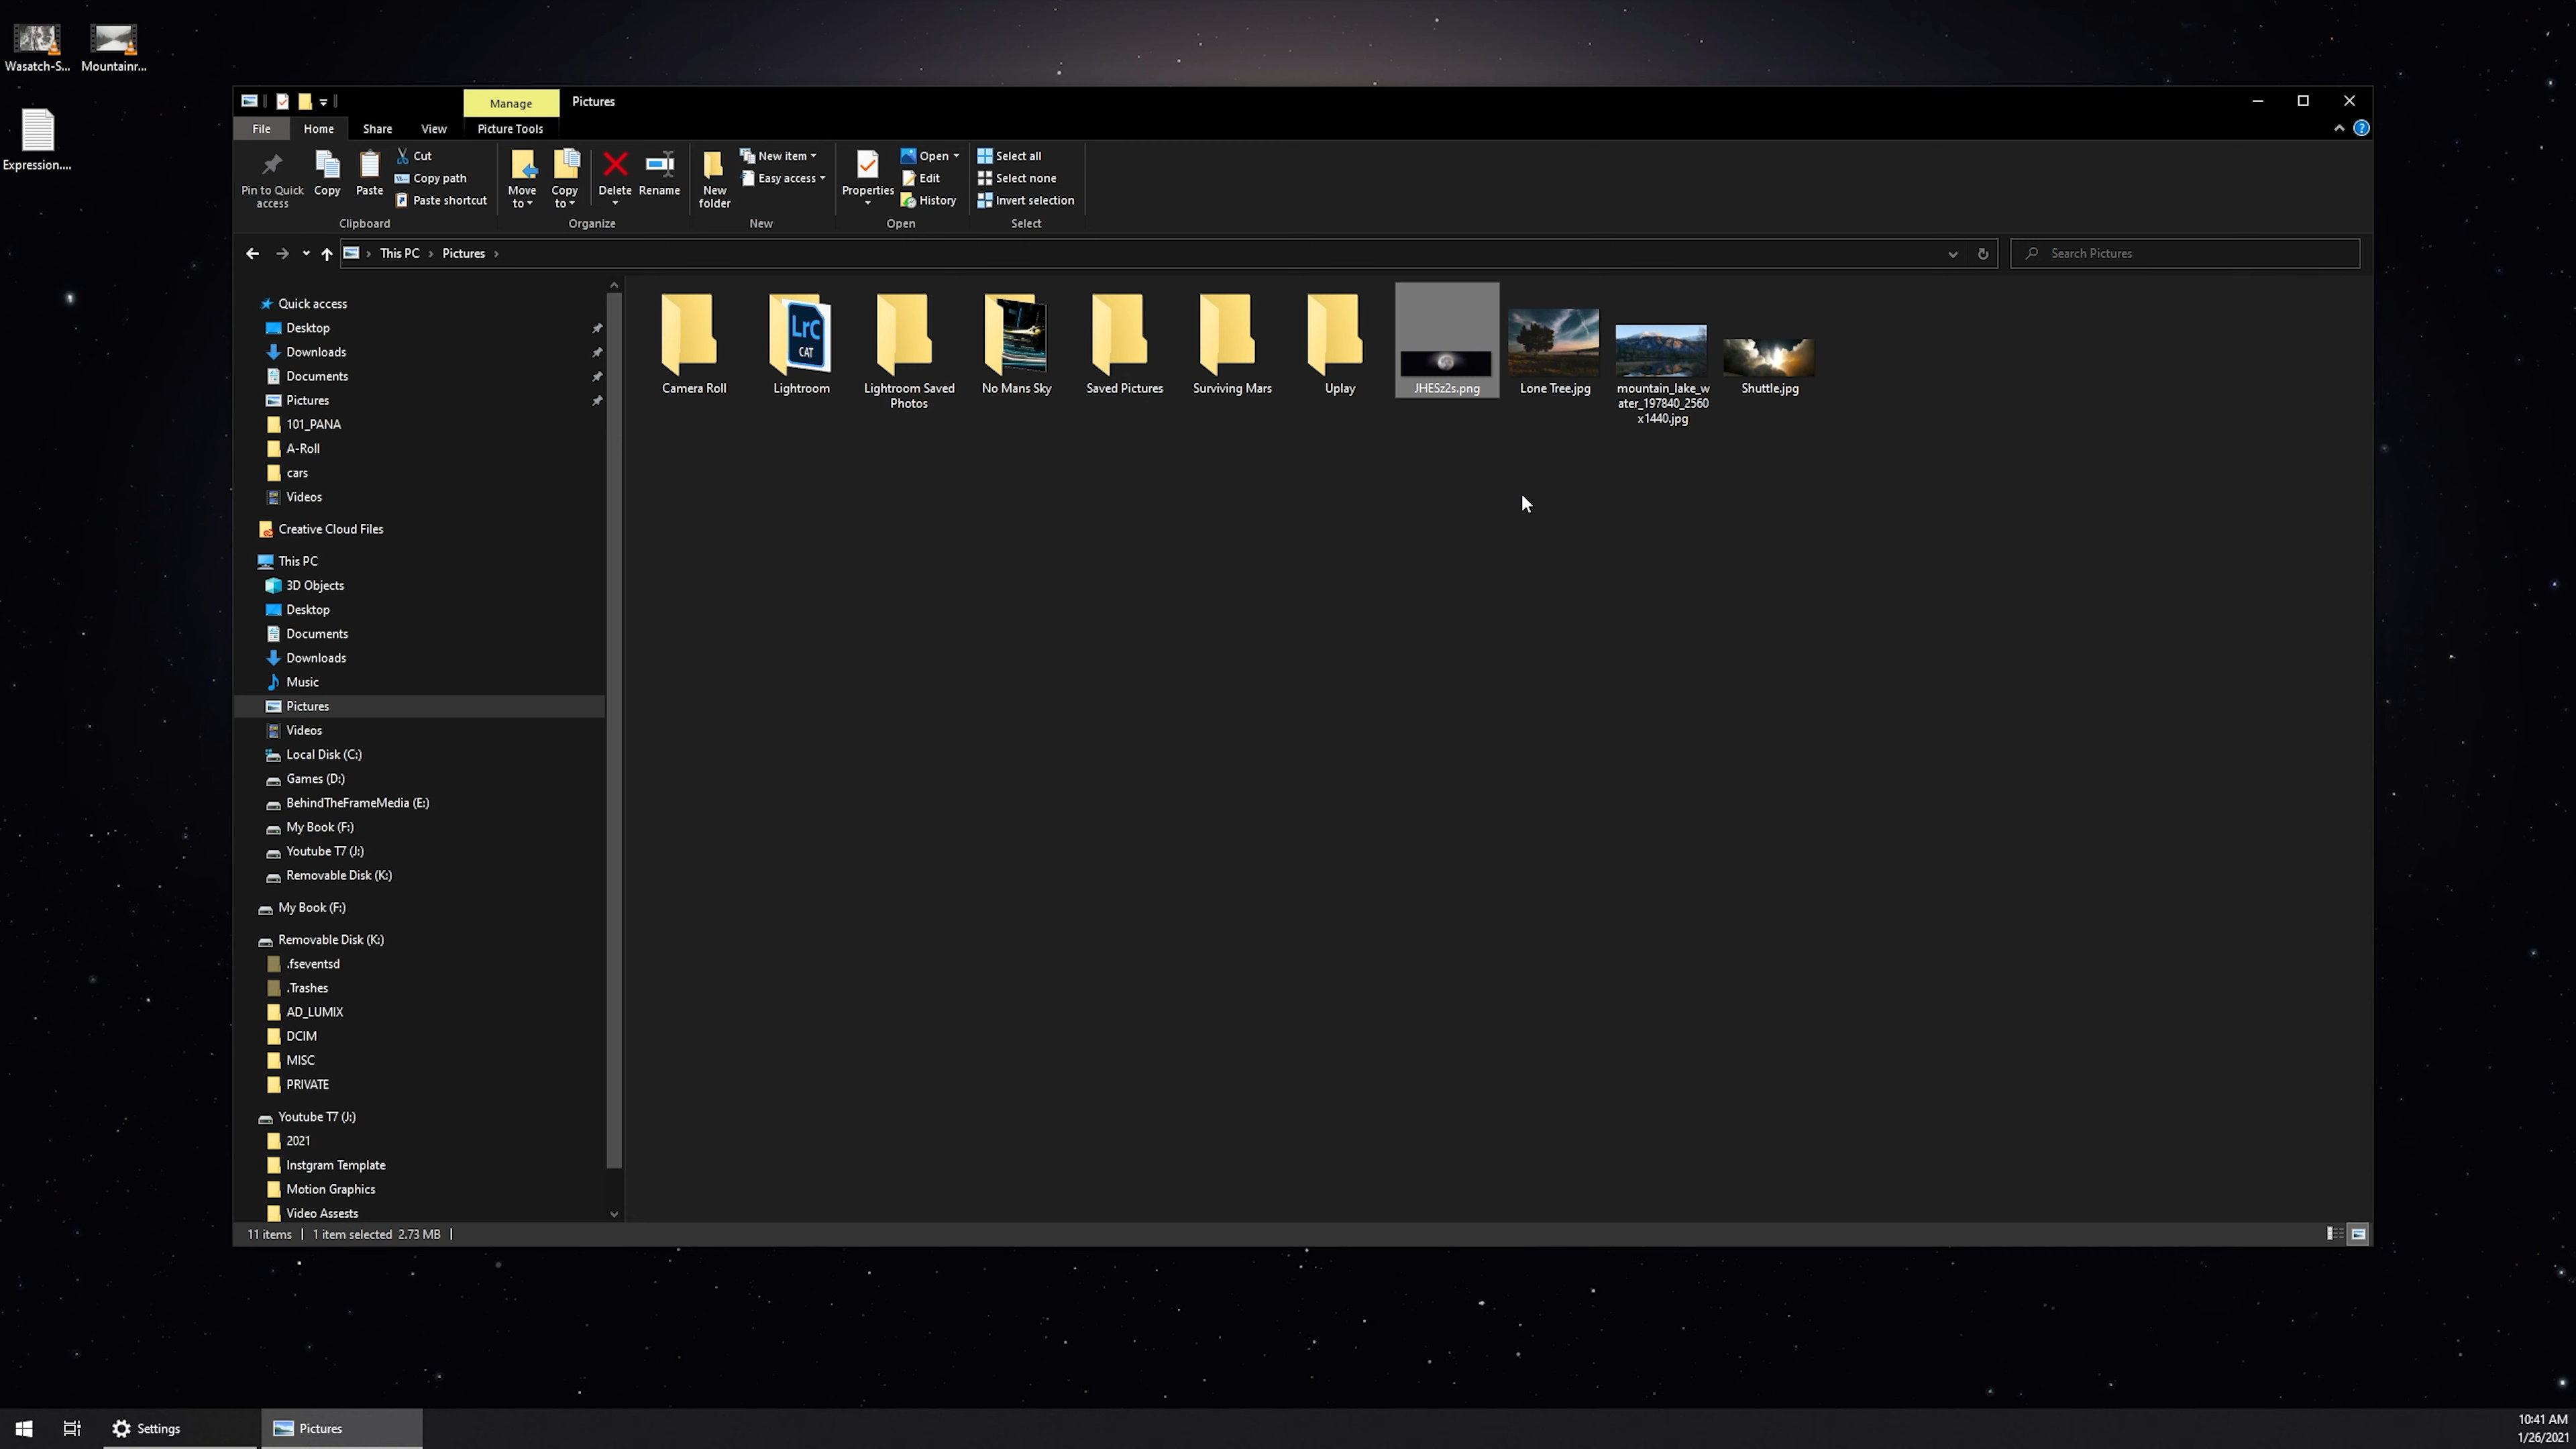 Wasatch-S...
Mountainr...
Expression....
Manage
Pictures
File
Home
Share
View
Picture Tools
Pin to Quick
access
Copy
Paste
Cut
Copy path
Paste shortcut
Clipboard
Move
to
Copy
to
Delete
Rename
Organize
New
folder
New item
Easy access
New
Properties
Open
Edit
History
Open
Select all
Select none
Invert selection
Select
This PC
Pictures
Search Pictures
Quick access
Desktop
Downloads
Documents
Pictures
101_PANA
A-Roll
cars
Videos
Creative Cloud Files
This PC
3D Objects
Desktop
Documents
Downloads
Music
Pictures
Videos
Local Disk (C:)
Games (D:)
BehindTheFrameMedia (E:)
My Book (F:)
Youtube T7 (J:)
Removable Disk (K:)
My Book (F:)
Removable Disk (K:)
.fseventsd
.Trashes
AD_LUMIX
DCIM
MISC
PRIVATE
Youtube T7 (J:)
2021
Instgram Template
Motion Graphics
Video Assests
Camera Roll
LrC
CAT
Lightroom
Lightroom Saved
Photos
No Mans Sky
Saved Pictures
Surviving Mars
Uplay
JHESz2s.png
Lone Tree.jpg
mountain_lake_w
ater_197840_2560
x1440.jpg
Shuttle.jpg
11 items
1 item selected 2.73 MB
Settings
Pictures
10:41 AM
1/26/2021